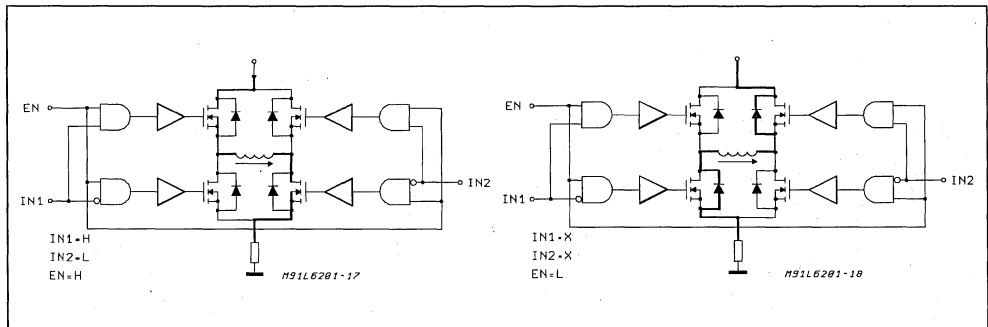 EN
IN1
IN2
IN1=H
IN2=L
EN=H
M91L6201-17
EN
IN1
IN2
IN1=X
IN2=X
EN=L
M91L6201-18